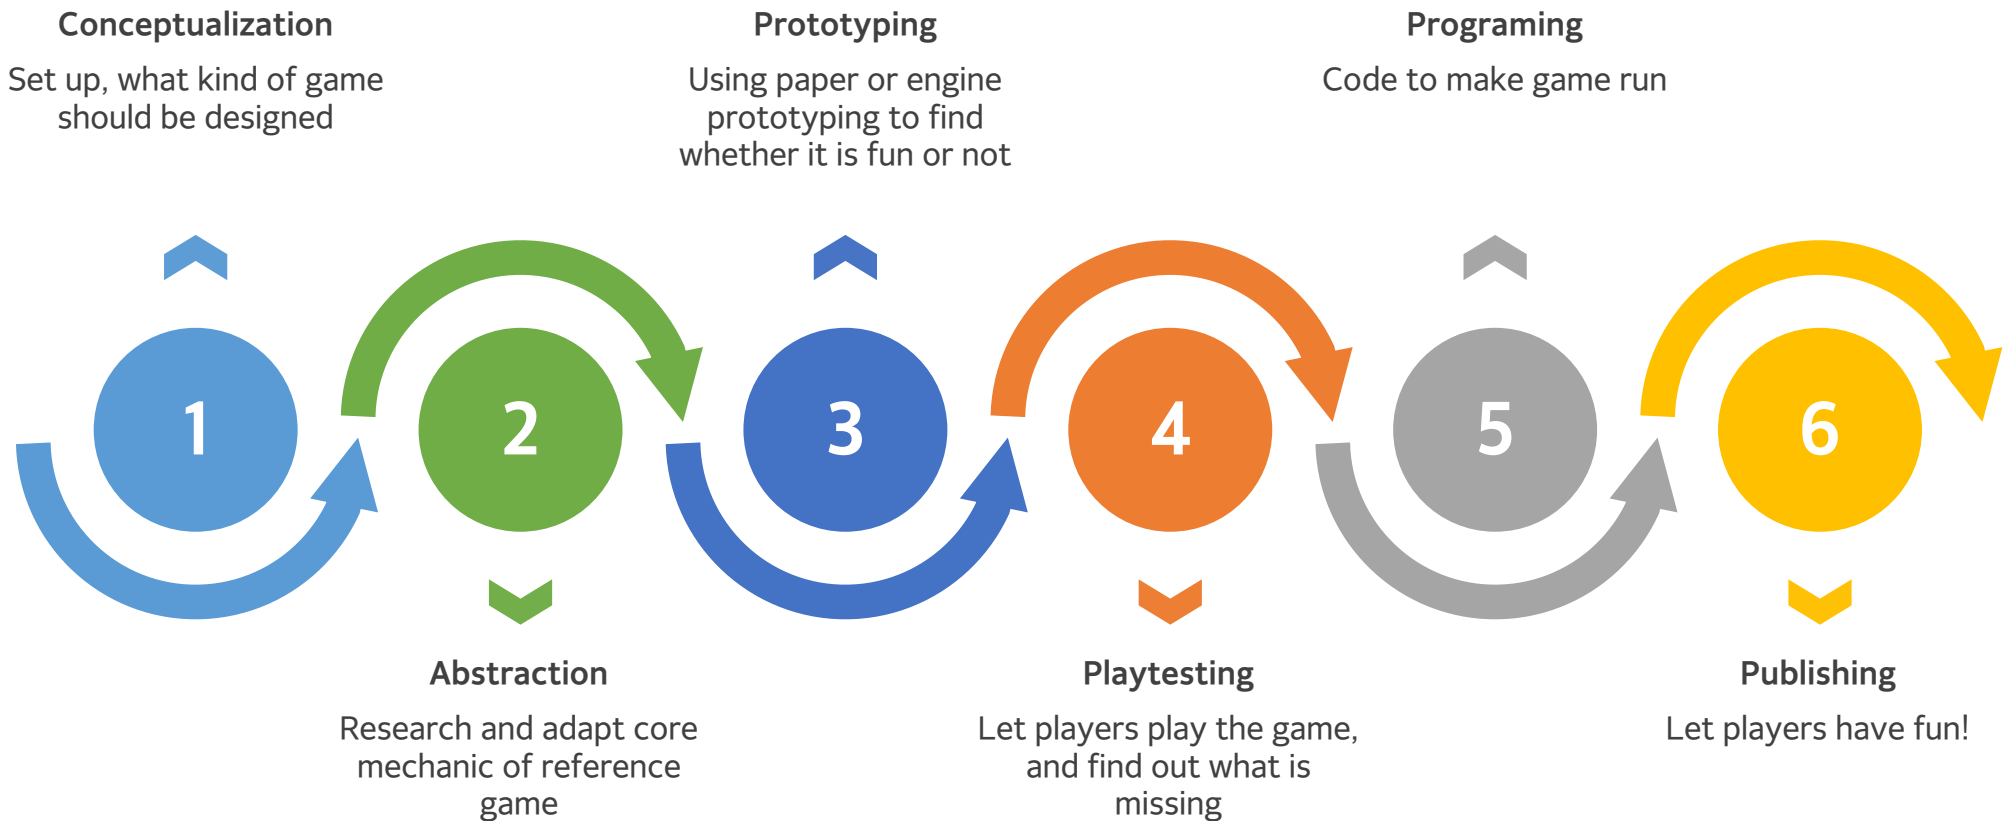 Conceptualization
Set up, what kind of game
should be designed
Prototyping
Using paper or engine
prototyping to find
whether it is fun or not
Programing
Code to make game run
1
2
3
4
5
6
Abstraction
Research and adapt core
mechanic of reference
game
Playtesting
Let players play the game,
and find out what is
missing
Publishing
Let players have fun!